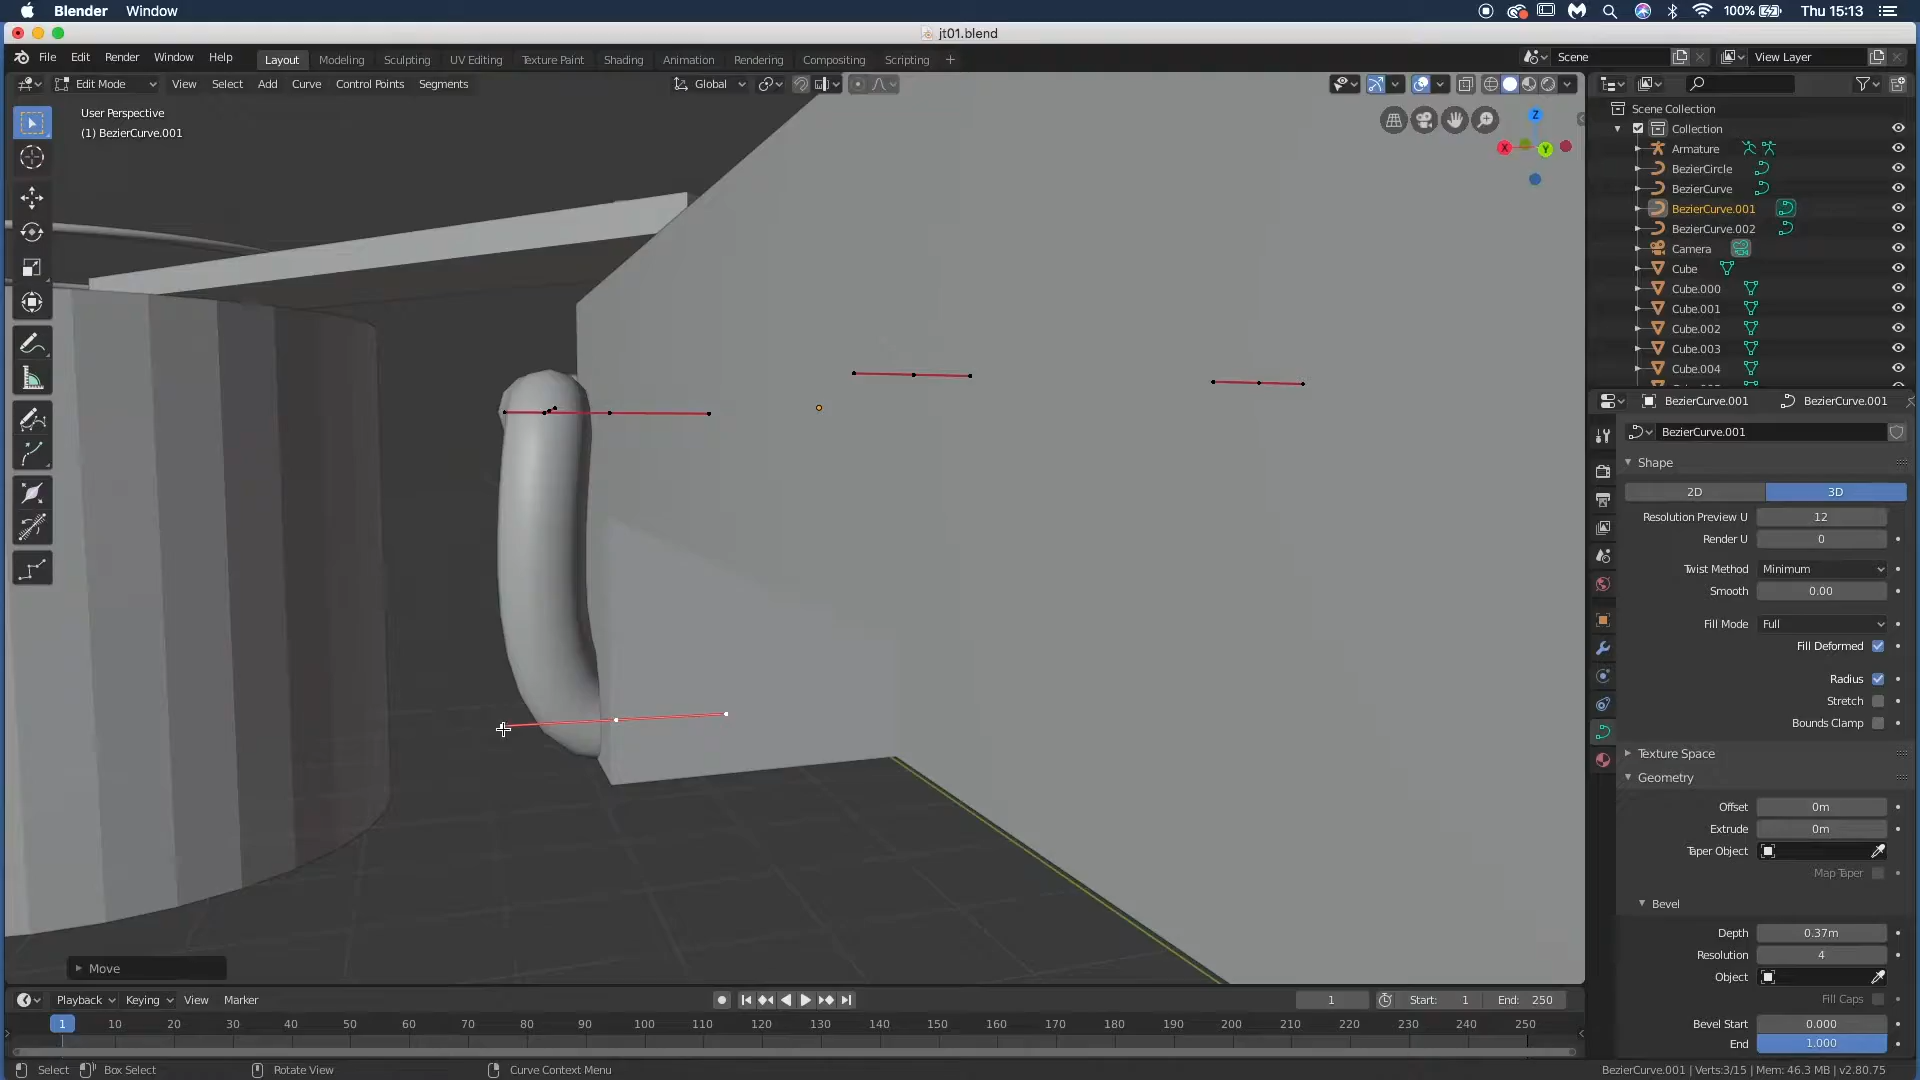 Blender Window 100% Thu 15:13
jt01.blend
File Edit Render Window Help Layout Modeling Sculpting UV Editing Texture Paint Shading Animation Rendering Compositing Scripting + Scene View Layer
Edit Mode View Select Add Curve Control Points Segments Global
User Perspective
(1) BezierCurve.001
Z
X
Y
Scene Collection
Collection
Armature
BezierCircle
BezierCurve
BezierCurve.001
BezierCurve.002
Camera
Cube
Cube.000
Cube.001
Cube.002
Cube.003
Cube.004
BezierCurve.001 BezierCurve.001
BezierCurve.001
Shape
2D 3D
Resolution Preview U 12
Render U 0
Twist Method Minimum
Smooth 0.00
Fill Mode Full
Fill Deformed
Radius
Stretch
Bounds Clamp
Texture Space
Geometry
Offset 0m
Extrude 0m
Taper Object
Map Taper
Bevel
Depth 0.37m
Resolution 4
Object
Fill Caps
Bevel Start 0.000
End 1.000
Move
Playback Keying View Marker 1 Start: 1 End: 250
1 10 20 30 40 50 60 70 80 90 100 110 120 130 140 150 160 170 180 190 200 210 220 230 240 250
Select Box Select Rotate View Curve Context Menu BezierCurve.001 | Verts:3/15 | Mem: 46.3 MB | v2.80.75